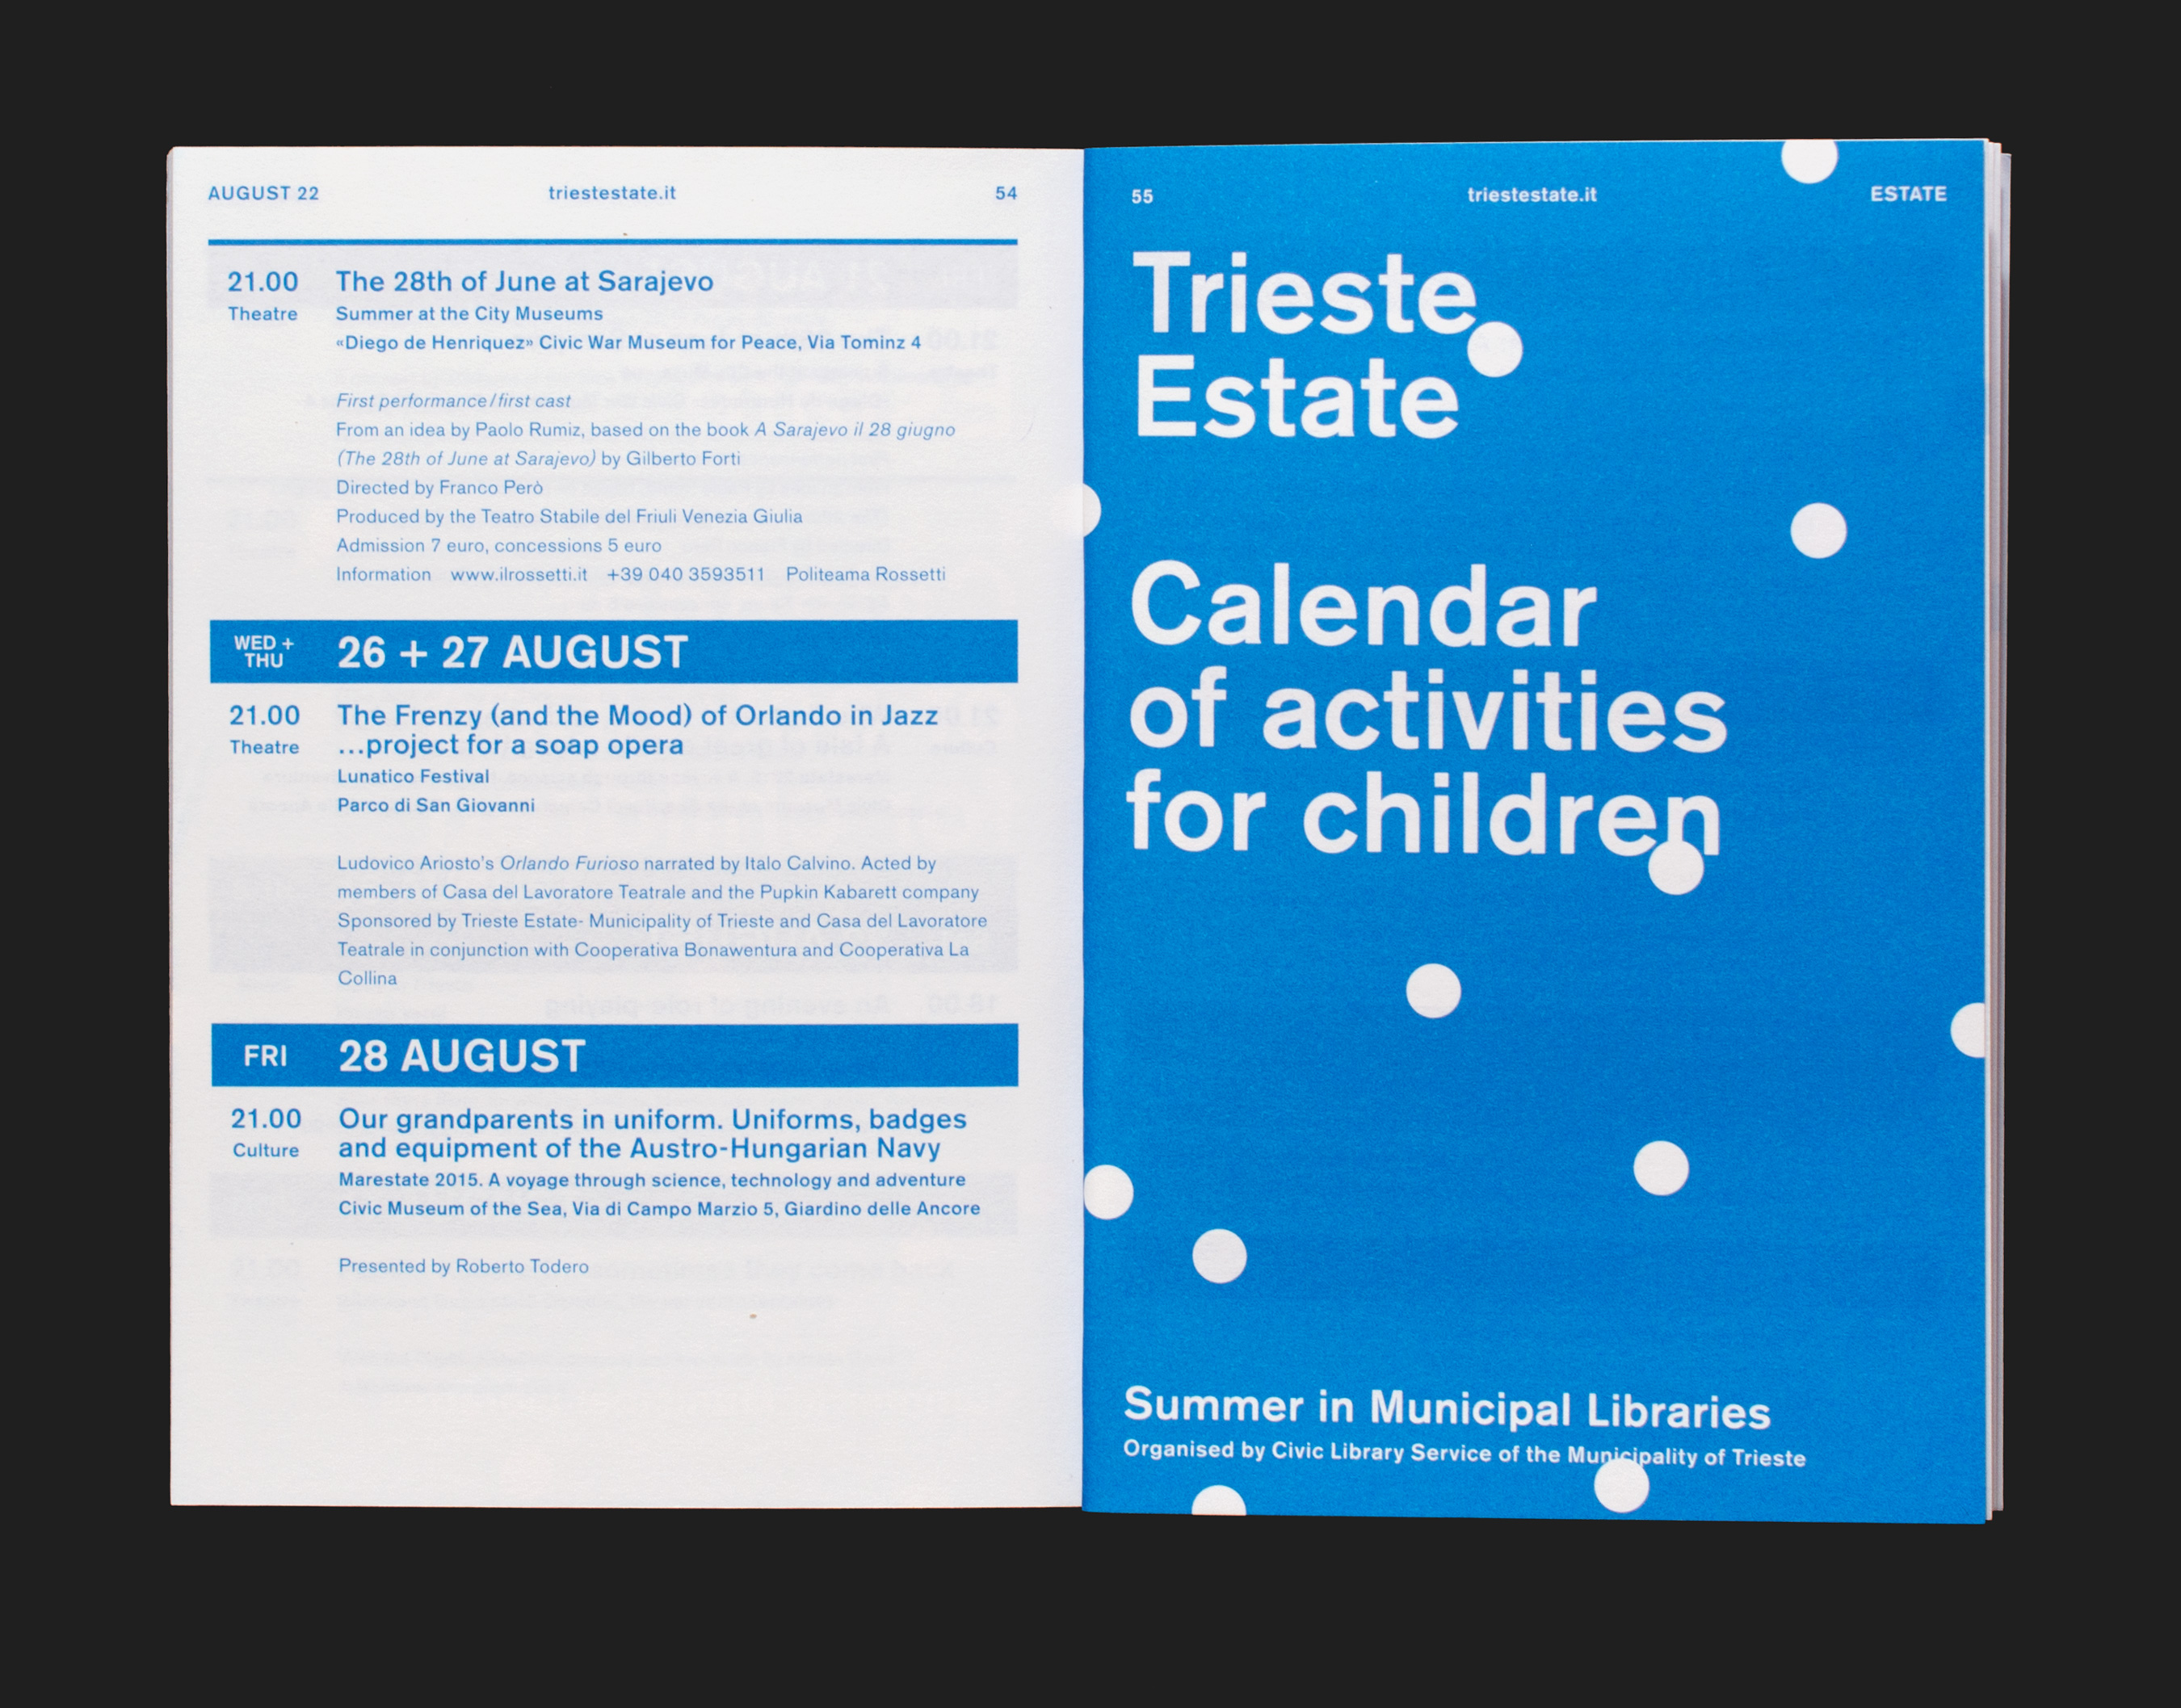 AUGUST 22 triestestate.it 54
21.00 The 28th of June at Sarajevo
Theatre Summer at the City Museums
«Diego de Henriquez» Civic War Museum for Peace, Via Tominz 4
First performance/first cast
From an idea by Paolo Rumiz, based on the book A Sarajevo il 28 giugno
(The 28th of June at Sarajevo) by Gilberto Forti
Directed by Franco Però
Produced by the Teatro Stabile del Friuli Venezia Giulia
Admission 7 euro, concessions 5 euro
Information www.ilrossetti.it +39 040 3593511 Politeama Rossetti
WED +
THU
26 + 27 AUGUST
21.00 The Frenzy (and the Mood) of Orlando in Jazz
Theatre …project for a soap opera
Lunatico Festival
Parco di San Giovanni
Ludovico Ariosto's Orlando Furioso narrated by Italo Calvino. Acted by
members of Casa del Lavoratore Teatrale and the Pupkin Kabarett company
Sponsored by Trieste Estate- Municipality of Trieste and Casa del Lavoratore
Teatrale in conjunction with Cooperativa Bonawentura and Cooperativa La
Collina
FRI 28 AUGUST
21.00 Our grandparents in uniform. Uniforms, badges
Culture and equipment of the Austro-Hungarian Navy
Marestate 2015. A voyage through science, technology and adventure
Civic Museum of the Sea, Via di Campo Marzio 5, Giardino delle Ancore
Presented by Roberto Todero
55 triestestate.it ESTATE
Trieste
Estate
Calendar
of activities
for children
Summer in Municipal Libraries
Organised by Civic Library Service of the Municipality of Trieste